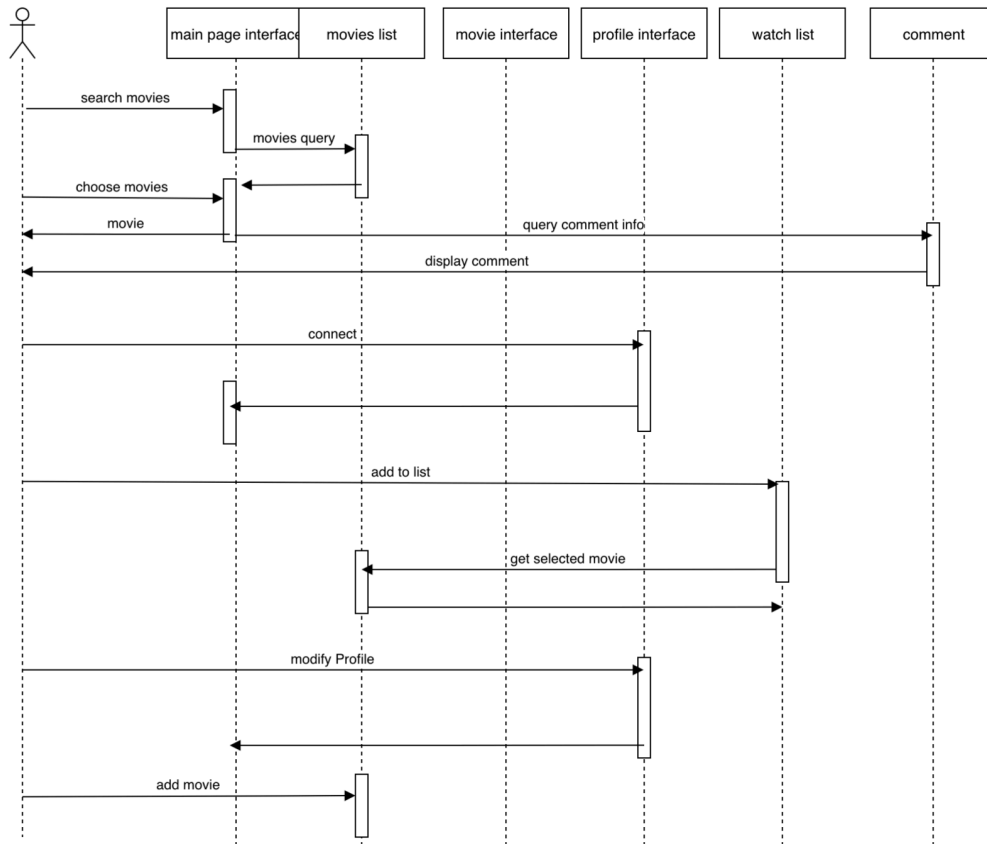 main page interface
movies list
movie interface
profile interface
watch list
comment
search movies
movies query
choose movies
movie
query comment info
display comment
connect
add to list
get selected movie
modify Profile
add movie